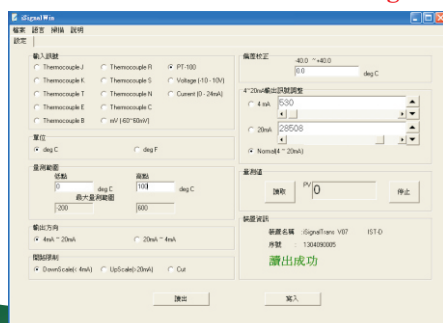 iSignalWin
檔案 語言 掃描 說明
設定
輸入訊號
Thermocouple J Thermocouple R PT-100
Thermocouple K Thermocouple S Voltage (-10 - 10V)
Thermocouple T Thermocouple N Current (0 - 24mA)
Thermocouple E Thermocouple C
Thermocouple B mV (-60~60mV)
單位
deg C deg F
量測範圍
低點 高點
0 deg C 100 deg C
最大量測範圍
-200 600
輸出方向
4mA ~ 20mA 20mA ~ 4mA
開路限制
DownScale(< 4mA) UpScale(>20mA) Cut
偏差校正
-40.0 ~+40.0
0.0 deg C
4~20mA輸出訊號調整
4 mA 530
20mA 28508
Normal(4 ~ 20mA)
量測值
讀取 PV 0 停止
裝置資訊
裝置名稱 iSignalTrans V07 IST-D
序號 : 1304090005
讀出成功
讀出 寫入